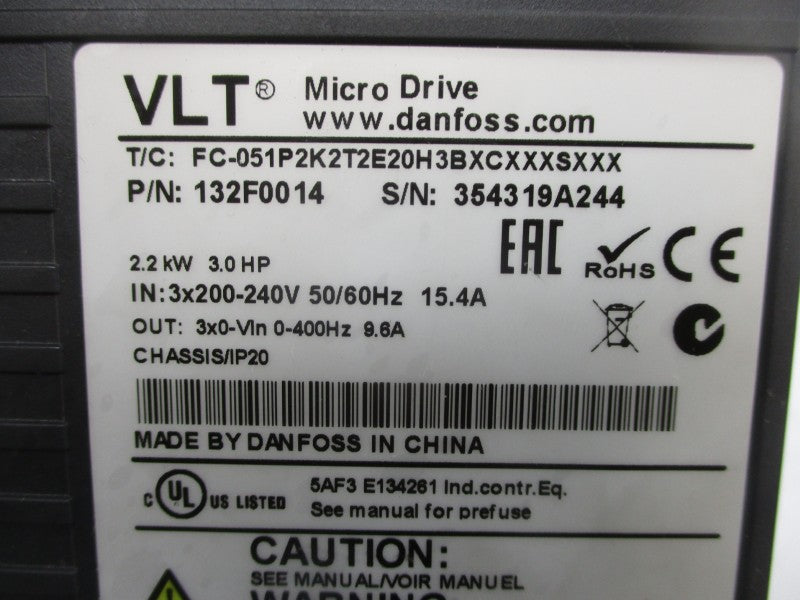 VLT® Micro Drive
www.danfoss.com
T/C: FC-051P2K2T2E20H3BXCXXXSXXX
P/N: 132F0014 S/N: 354319A244
EAC RoHS CE
2.2 kW 3.0 HP
IN:3x200-240V 50/60Hz 15.4A
OUT: 3x0-Vin 0-400Hz 9.6A
CHASSIS/IP20
MADE BY DANFOSS IN CHINA
c UL US LISTED
5AF3 E134261 Ind.contr.Eq.
See manual for prefuse
CAUTION:
SEE MANUAL/VOIR MANUEL
WARNING: